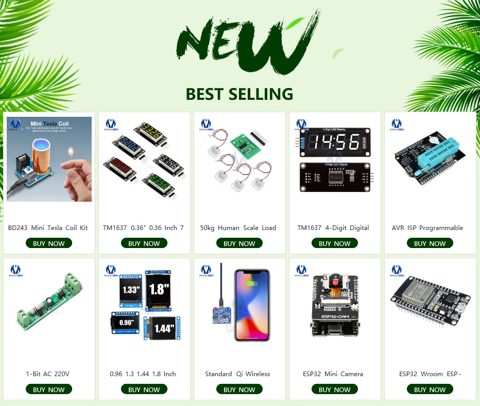 NEW
BEST SELLING
Mini Tesla Coil
14:56
BD243 Mini Tesla Coil Kit
TM1637 0.36" 0.36 Inch 7
50kg Human Scale Load
TM1637 4-Digit Digital
AVR ISP Programmable
BUY NOW
BUY NOW
BUY NOW
BUY NOW
BUY NOW
1.33"
1.8"
0.96"
1.44"
ESP32-CAM
1-Bit AC 220V
0.96 1.3 1.44 1.8 Inch
Standard Qi Wireless
ESP32 Mini Camera
ESP32 Wroom ESP-
BUY NOW
BUY NOW
BUY NOW
BUY NOW
BUY NOW